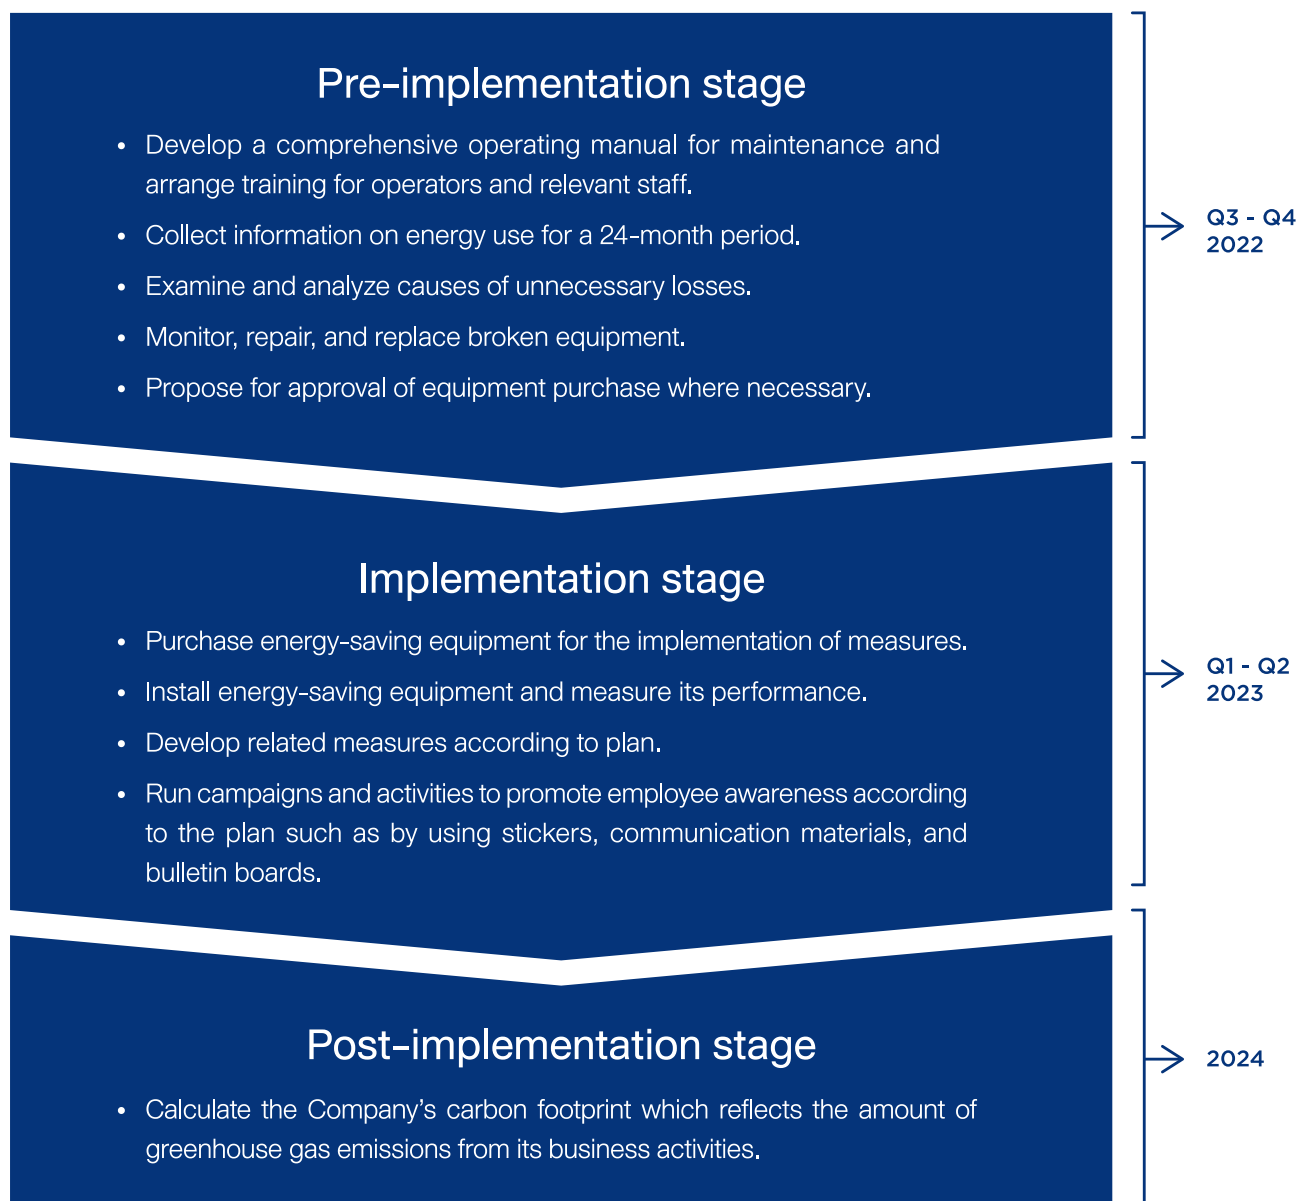 Pre-implementation stage
• Develop a comprehensive operating manual for maintenance and
arrange training for operators and relevant staff.
• Collect information on energy use for a 24-month period.
• Examine and analyze causes of unnecessary losses.
• Monitor, repair, and replace broken equipment.
• Propose for approval of equipment purchase where necessary.
Q3 - Q4
2022
Implementation stage
• Purchase energy-saving equipment for the implementation of measures.
• Install energy-saving equipment and measure its performance.
• Develop related measures according to plan.
• Run campaigns and activities to promote employee awareness according
to the plan such as by using stickers, communication materials, and
bulletin boards.
Q1 - Q2
2023
Post-implementation stage
• Calculate the Company's carbon footprint which reflects the amount of
greenhouse gas emissions from its business activities.
2024